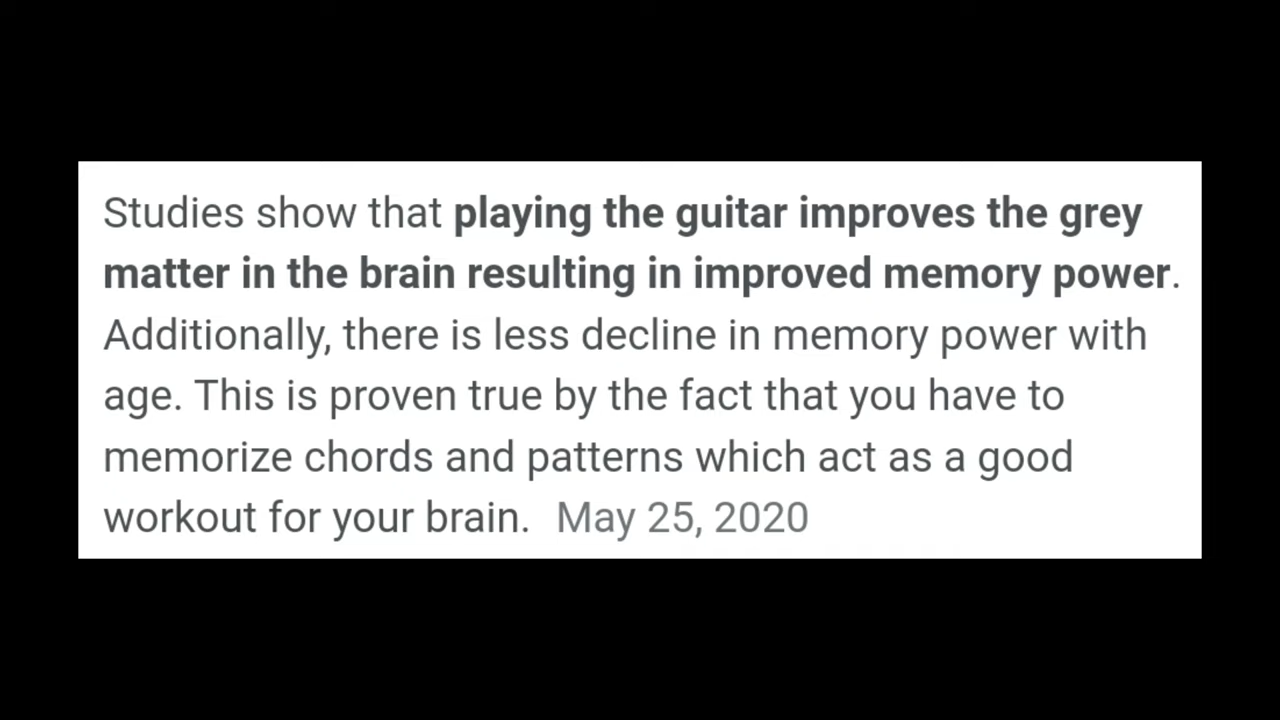 Studies show that playing the guitar improves the grey
matter in the brain resulting in improved memory power.
Additionally, there is less decline in memory power with
age. This is proven true by the fact that you have to
memorize chords and patterns which act as a good
workout for your brain. May 25, 2020